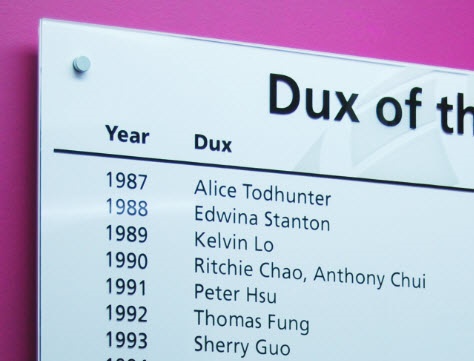 Dux of th
Year Dux
1987 Alice Todhunter
1988 Edwina Stanton
1989 Kelvin Lo
1990 Ritchie Chao, Anthony Chui
1991 Peter Hsu
1992 Thomas Fung
1993 Sherry Guo